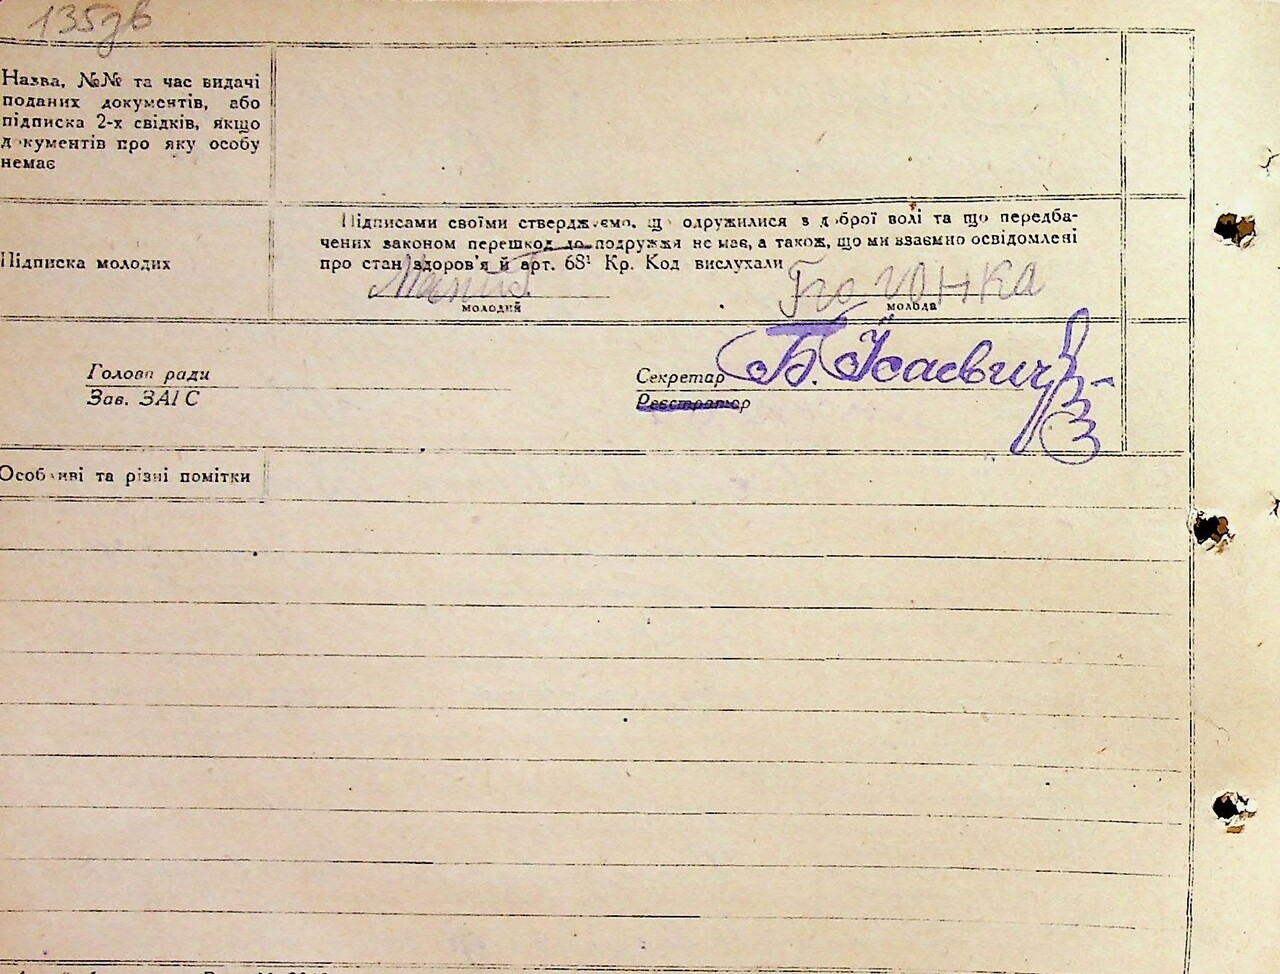 135дв
Назва, №№ та час видачі
поданих документів, або
підписка 2-х свідків, якщо
документів про яку особу
немає
Підписка молодих
Підписами своїми стверджуємо, що одружилися з доброї волі та що передба-
чених законом перешкод до подружжя не має, а також, що ми взаємно освідомлені
про стан здоров'я й арт. 68¹ Кр. Код вислухали
молодий
молода
Голова ради
Зав. ЗАГС
Секретар Б. Усаевич
Реєстратор
Особливі та різні помітки